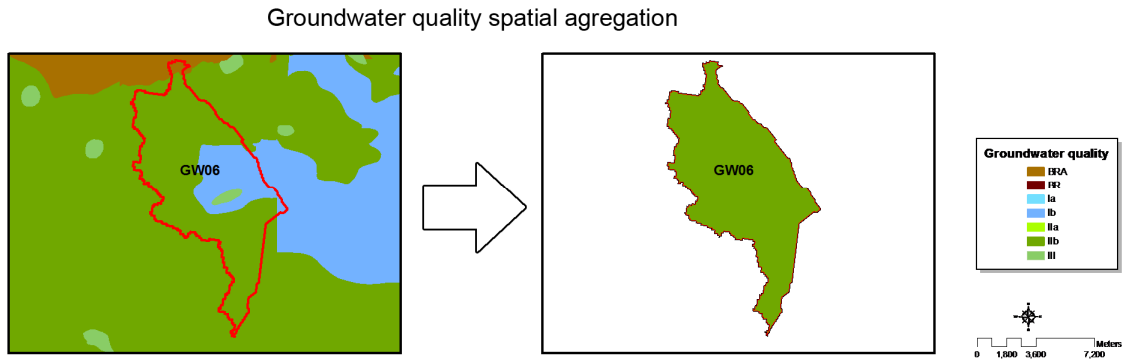 Groundwater quality spatial agregation
GW06
GW06
Groundwater quality
BRA
BR
Ia
Ib
IIa
IIb
III
Meters
0 1,800 3,600 7,200